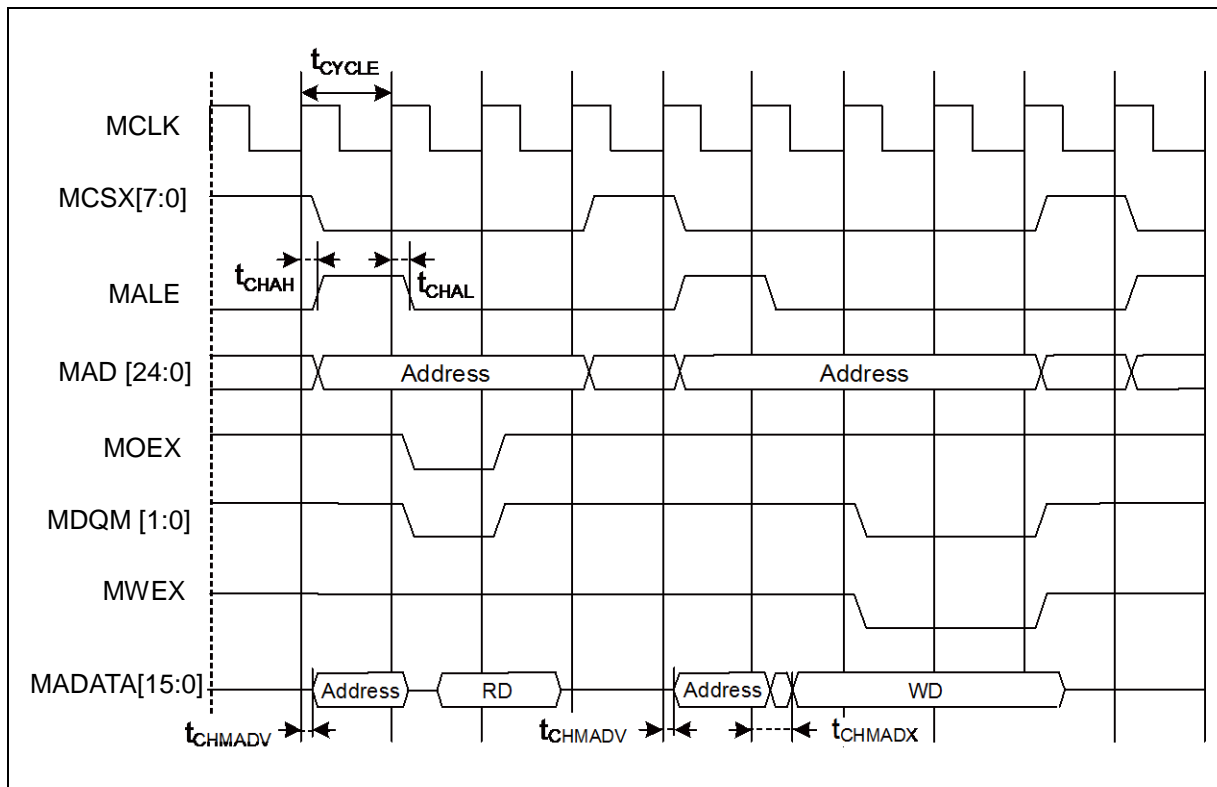 tCYCLE
MCLK
MCSX[7:0]
tCHAH
tCHAL
MALE
MAD [24:0]
Address
Address
MOEX
MDQM [1:0]
MWEX
MADATA[15:0]
Address
RD
Address
WD
tCHMADV
tCHMADV
tCHMADX